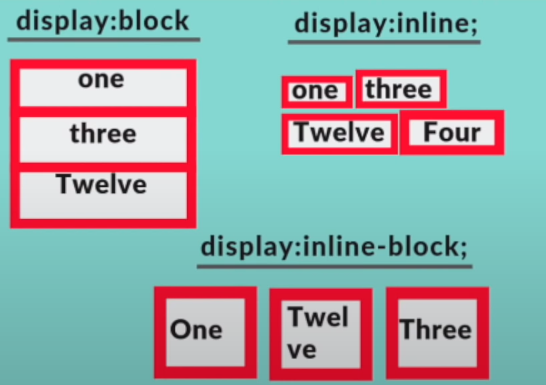 display:block
one
three
Twelve
display:inline;
one three
Twelve Four
display:inline-block;
One
Twel
ve
Three